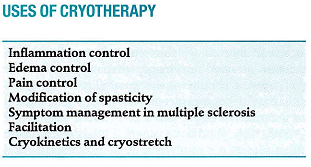 USES OF CRYOTHERAPY
Inflammation control
Edema control
Pain control
Modification of spasticity
Symptom management in multiple sclerosis
Facilitation
Cryokinetics and cryostretch